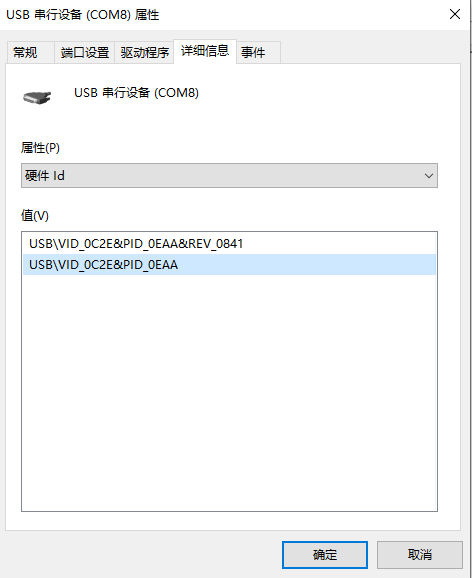 USB 串行设备 (COM8) 属性
常规 端口设置 驱动程序 详细信息 事件
USB 串行设备 (COM8)
属性(P)
硬件 Id
值(V)
USB\VID_0C2E&PID_0EAA&REV_0841
USB\VID_0C2E&PID_0EAA
确定 取消